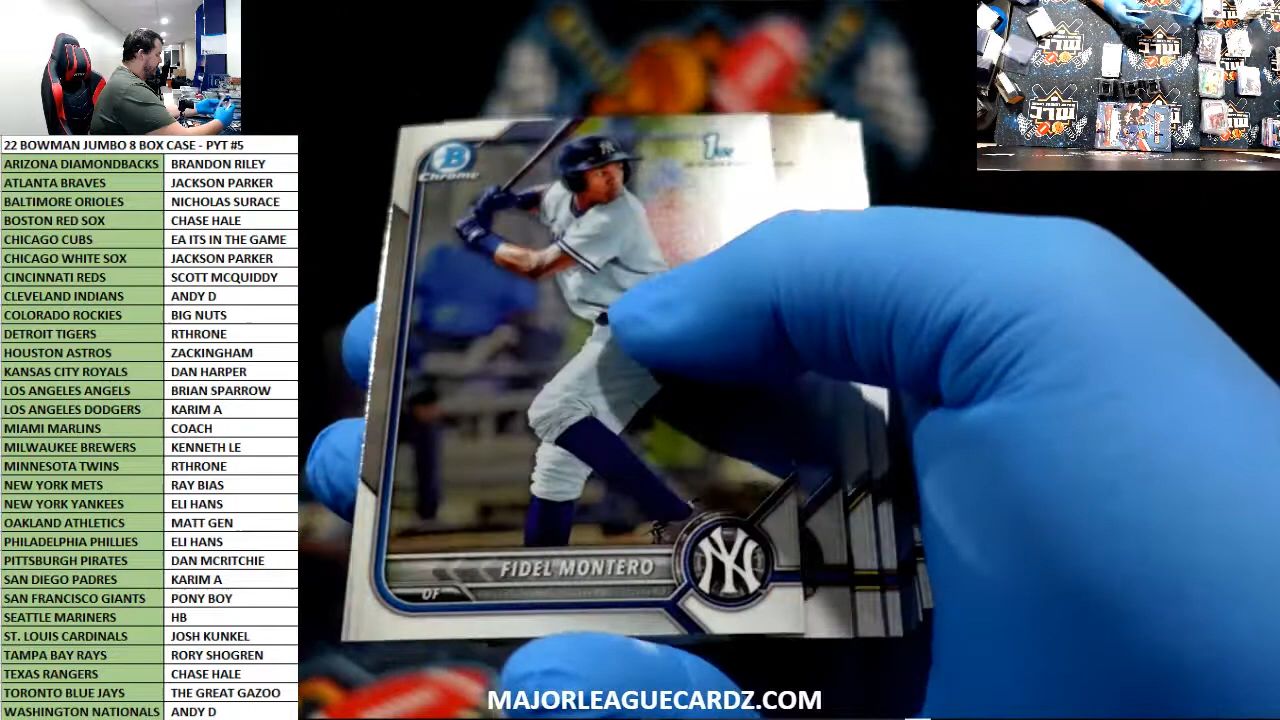 22 BOWMAN JUMBO 8 BOX CASE - PYT #5
ARIZONA DIAMONDBACKS BRANDON RILEY
ATLANTA BRAVES JACKSON PARKER
BALTIMORE ORIOLES NICHOLAS SURACE
BOSTON RED SOX CHASE HALE
CHICAGO CUBS EA ITS IN THE GAME
CHICAGO WHITE SOX JACKSON PARKER
CINCINNATI REDS SCOTT MCQUIDDY
CLEVELAND INDIANS ANDY D
COLORADO ROCKIES BIG NUTS
DETROIT TIGERS RTHRONE
HOUSTON ASTROS ZACKINGHAM
KANSAS CITY ROYALS DAN HARPER
LOS ANGELES ANGELS BRIAN SPARROW
LOS ANGELES DODGERS KARIM A
MIAMI MARLINS COACH
MILWAUKEE BREWERS KENNETH LE
MINNESOTA TWINS RTHRONE
NEW YORK METS RAY BIAS
NEW YORK YANKEES ELI HANS
OAKLAND ATHLETICS MATT GEN
PHILADELPHIA PHILLIES ELI HANS
PITTSBURGH PIRATES DAN MCRITCHIE
SAN DIEGO PADRES KARIM A
SAN FRANCISCO GIANTS PONY BOY
SEATTLE MARINERS HB
ST. LOUIS CARDINALS JOSH KUNKEL
TAMPA BAY RAYS RORY SHOGREN
TEXAS RANGERS CHASE HALE
TORONTO BLUE JAYS THE GREAT GAZOO
WASHINGTON NATIONALS ANDY D
B
Chrome
1st
NY
FIDEL MONTERO
OF
NY
MAJORLEAGUECARDZ.COM